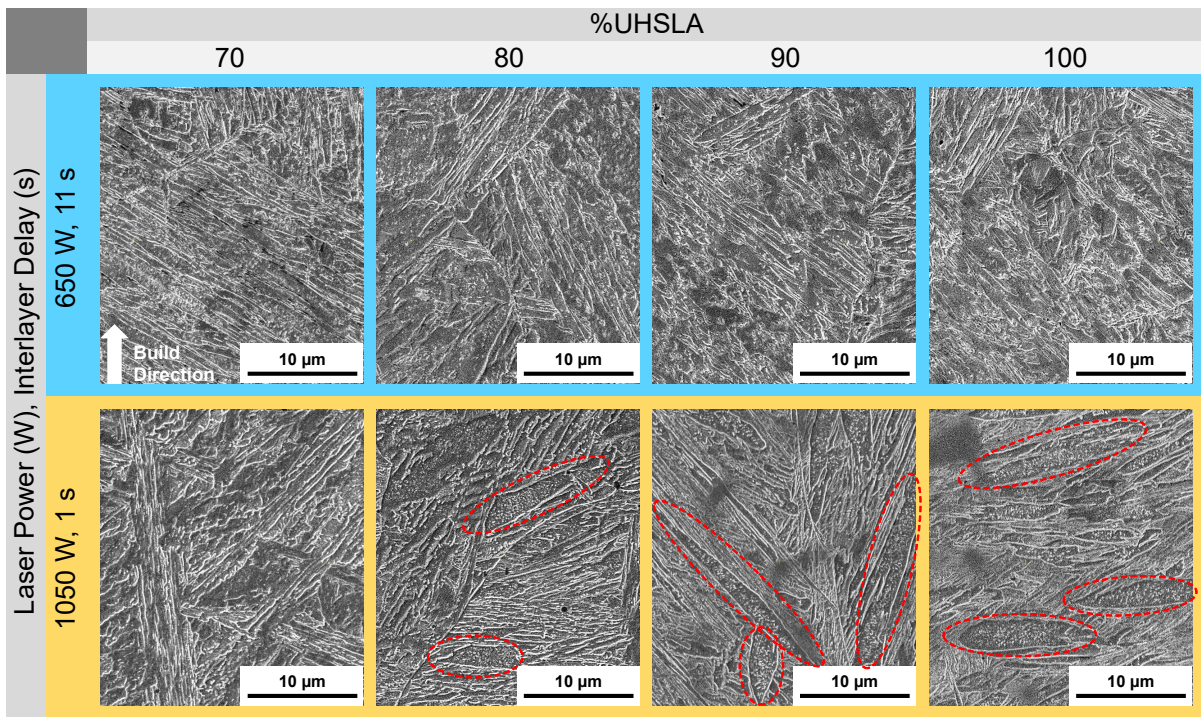 %UHSLA
70 80 90 100
Laser Power (W), Interlayer Delay (s)
650 W, 11 s
Build
Direction
10 µm
10 µm
10 µm
10 µm
1050 W, 1 s
10 µm
10 µm
10 µm
10 µm